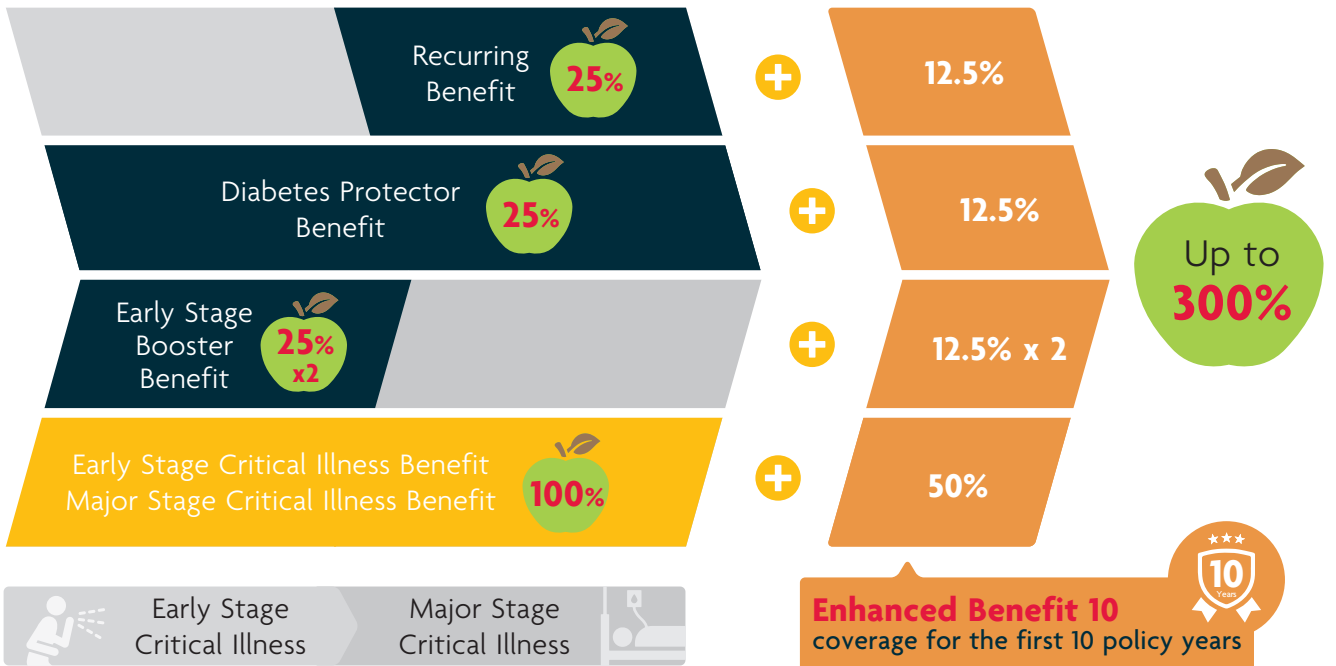 Recurring
Benefit
25%
12.5%
Diabetes Protector
Benefit
25%
12.5%
Up to
300%
Early Stage
Booster
Benefit
25%
x2
12.5% x 2
Early Stage Critical Illness Benefit
Major Stage Critical Illness Benefit
100%
50%
Early Stage
Critical Illness
Major Stage
Critical Illness
10
Years
Enhanced Benefit 10
coverage for the first 10 policy years